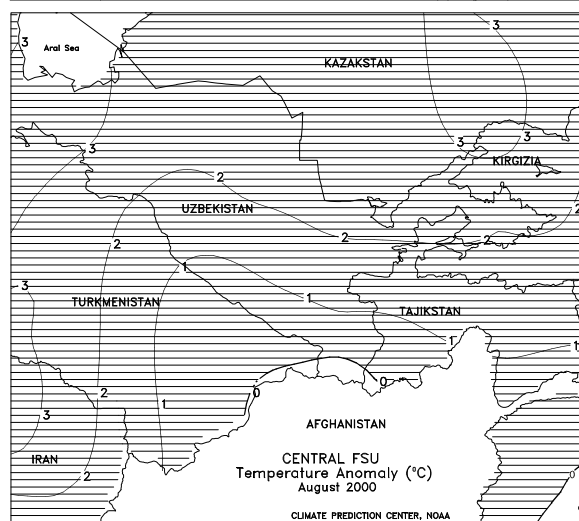 3
3
Aral Sea
KAZAKSTAN
3
3
3
KIRGIZIA
2
UZBEKISTAN
2
2
2
2
1
3
TURKMENISTAN
1
TAJIKSTAN
1
1
0
0
2
1
3
AFGHANISTAN
IRAN
CENTRAL FSU
2
Temperature Anomaly (°C)
0
August 2000
CLIMATE PREDICTION CENTER, NOAA